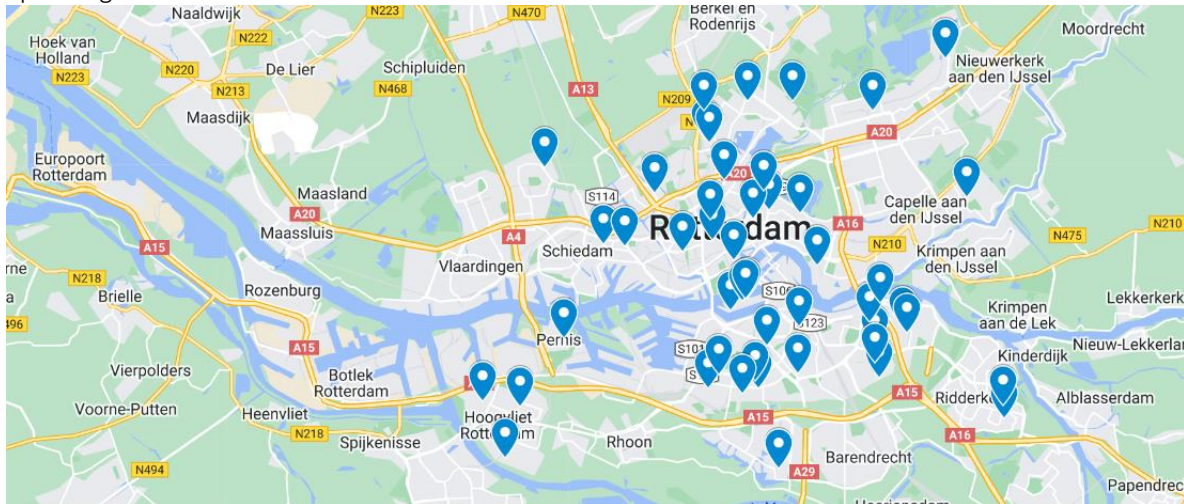 Naaldwijk
N222
N223
N470
Berkel en
Rodenrijs
Moordrecht
Hoek van
Holland
N223
N220
De Lier
Schipluiden
N213
N468
A13
N209
Nieuwerkerk
aan den IJssel
Maasdijk
A20
Europoort
Rotterdam
Maasland
S114
A20
A20
Maassluis
A15
A4
Schiedam
Rotterdam
A16
Capelle aan
den IJssel
N210
N475
N210
Vlaardingen
Krimpen aan
den IJssel
N218
Brielle
Rozenburg
Krimpen
aan de Lek
Lekkerkerk
A15
Pernis
S123
Kinderdijk
Nieuw-Lekkerlan
Vierpolders
Botlek
Rotterdam
Voorne-Putten
Heenvliet
Hoogvliet
Rotterdam
A15
A15
Alblasserdam
N218
Spijkenisse
Rhoon
A16
N494
A29
Barendrecht
Papendrec